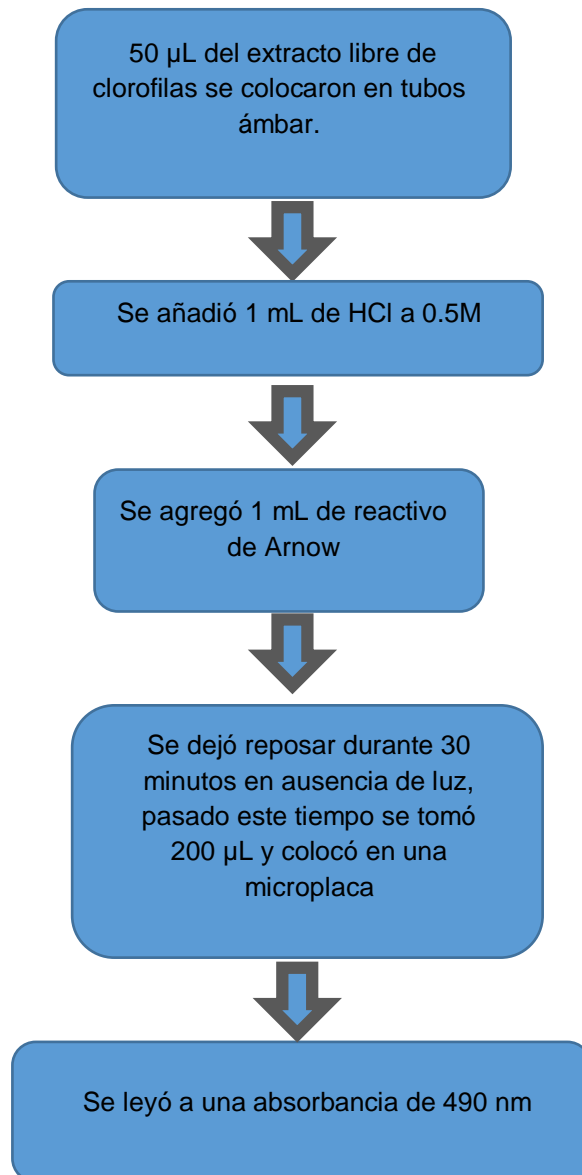 50 µL del extracto libre de
clorofilas se colocaron en tubos
ámbar.
Se añadió 1 mL de HCl a 0.5M
Se agregó 1 mL de reactivo
de Arnow
Se dejó reposar durante 30
minutos en ausencia de luz,
pasado este tiempo se tomó
200 µL y colocó en una
microplaca
Se leyó a una absorbancia de 490 nm